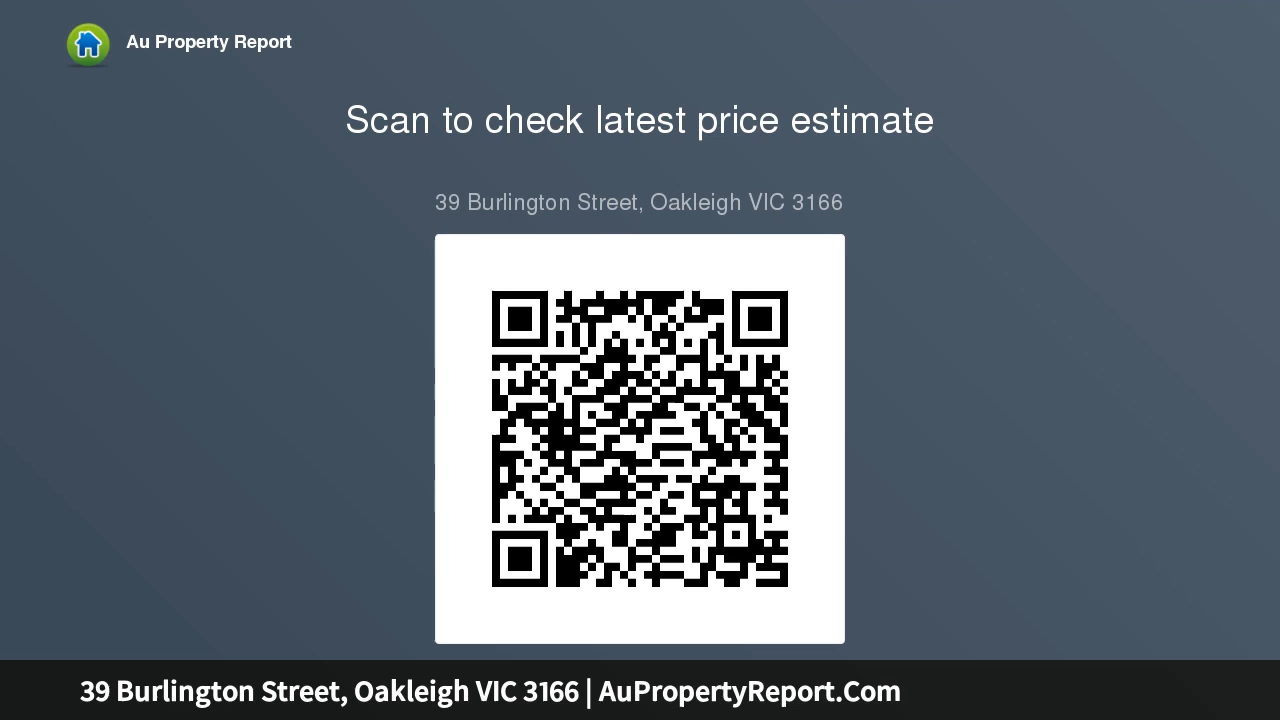 Au Property Report
Scan to check latest price estimate
39 Burlington Street, Oakleigh VIC 3166
39 Burlington Street, Oakleigh VIC 3166 | AuPropertyReport.Com